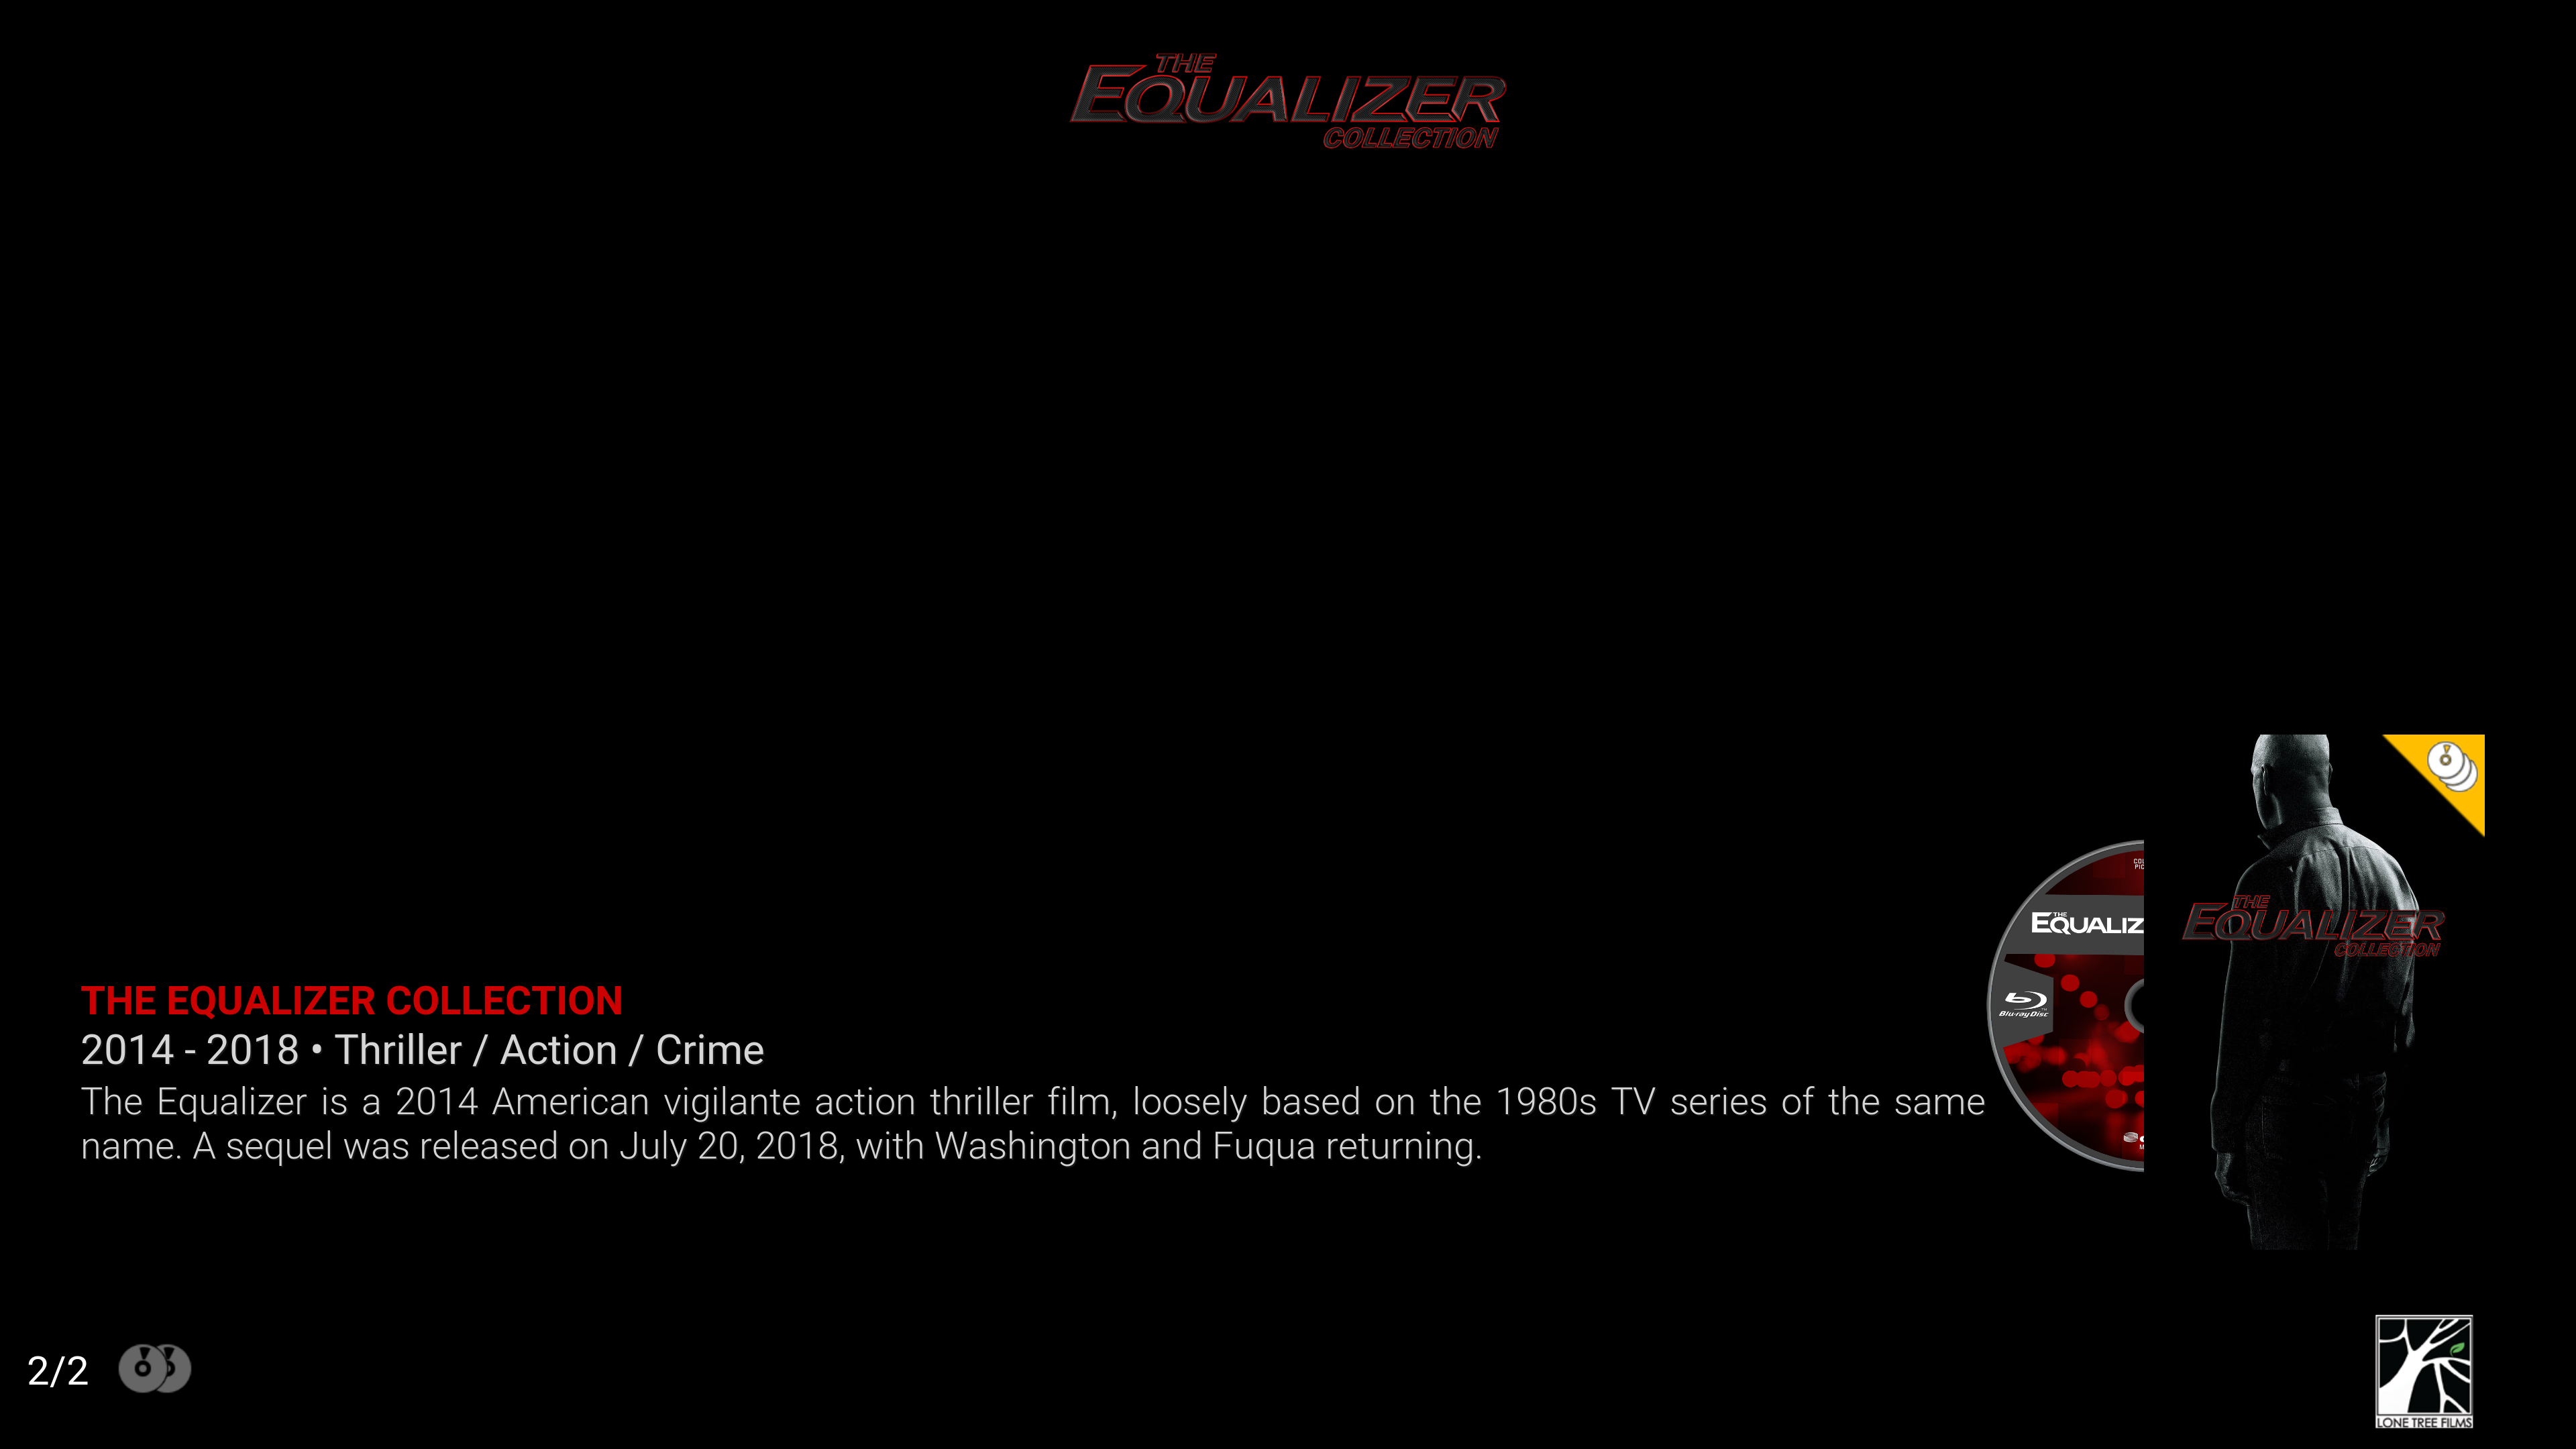 THE
EQUALIZER
COLLECTION
THE
EQUALIZER
COLLECTION
THE
EQUALIZ
Blu-ray Disc
THE EQUALIZER COLLECTION
2014 - 2018 • Thriller / Action / Crime
The Equalizer is a 2014 American vigilante action thriller film, loosely based on the 1980s TV series of the same
name. A sequel was released on July 20, 2018, with Washington and Fuqua returning.
2/2
LONE TREE FILMS